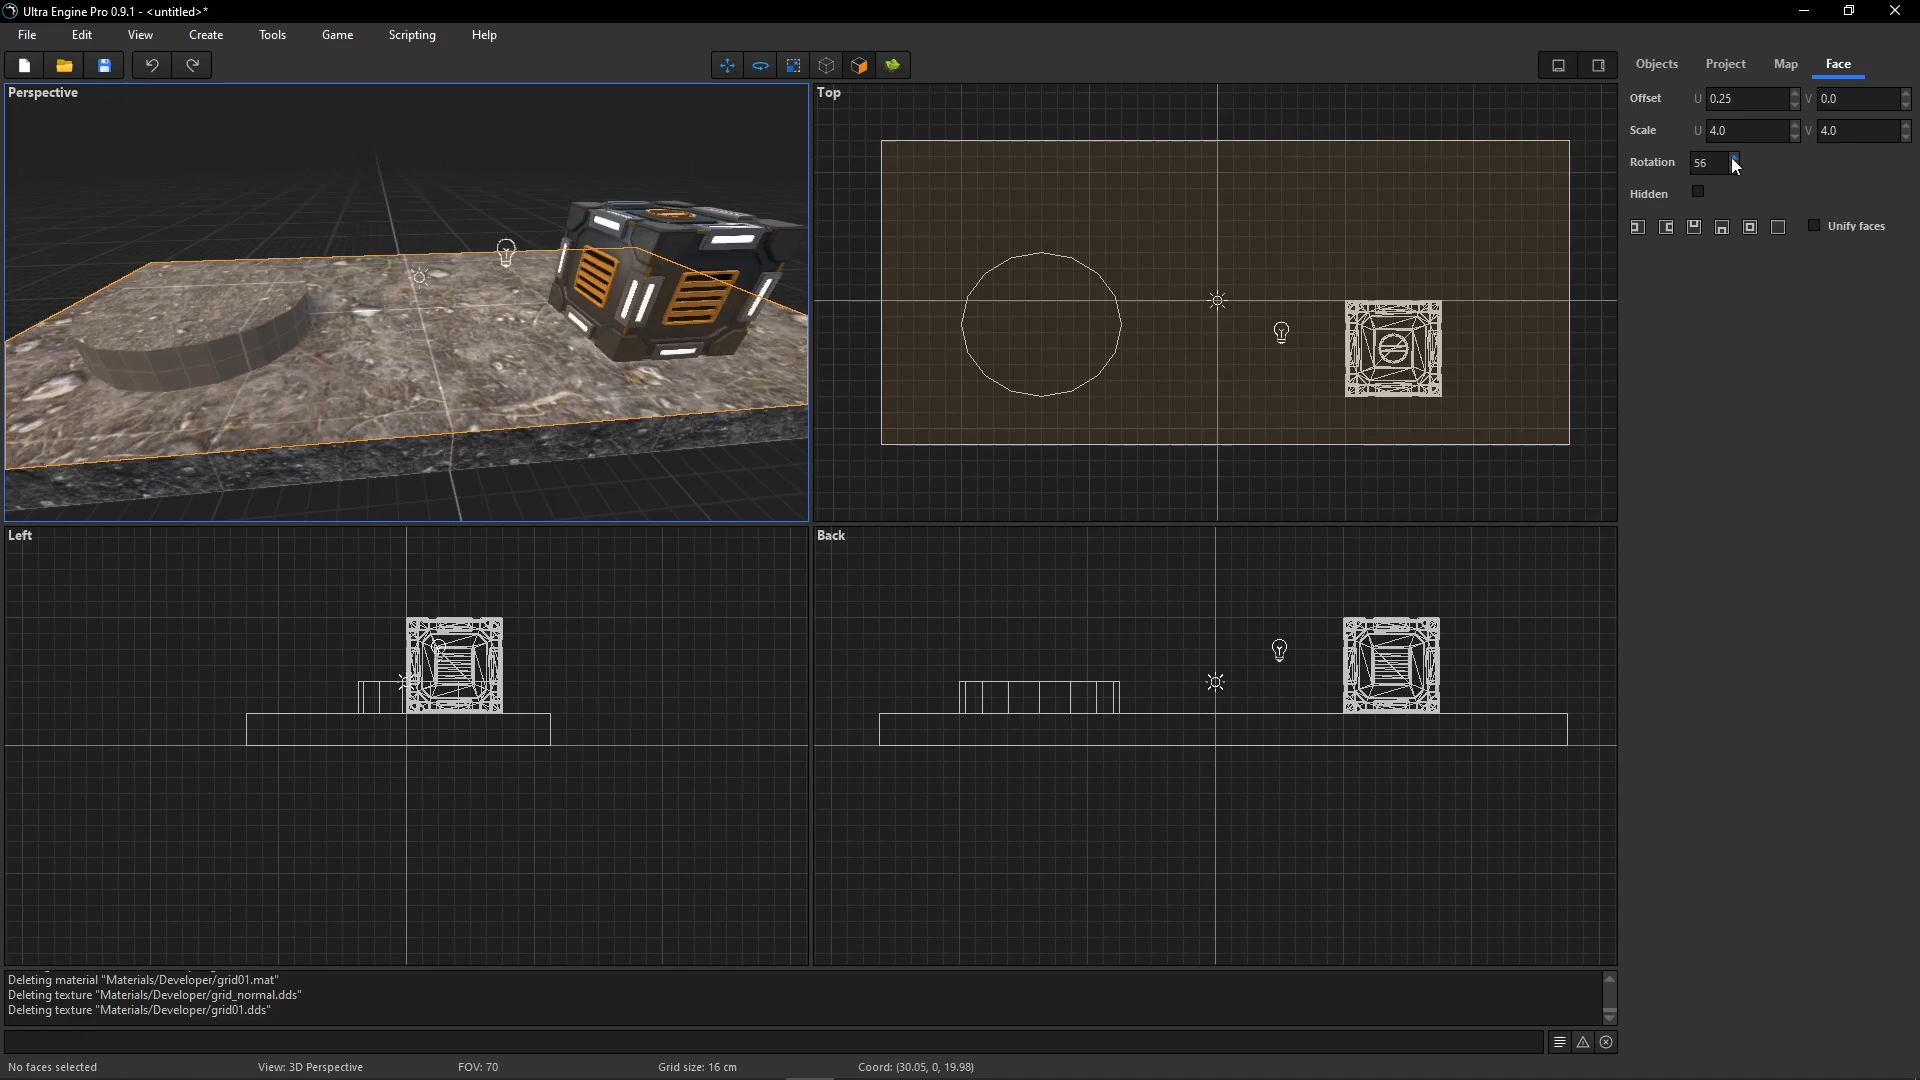 Ultra Engine Pro 0.9.1 - <untitled>*
File Edit View Create Tools Game Scripting Help
Objects Project Map Face
Perspective
Top
Offset U 0.25 V 0.0
Scale U 4.0 V 4.0
Rotation 56
Hidden
Unify faces
Left
Back
Deleting material "Materials/Developer/grid01.mat"
Deleting texture "Materials/Developer/grid_normal.dds"
Deleting texture "Materials/Developer/grid01.dds"
No faces selected View: 3D Perspective FOV: 70 Grid size: 16 cm Coord: (30.05, 0, 19.98)